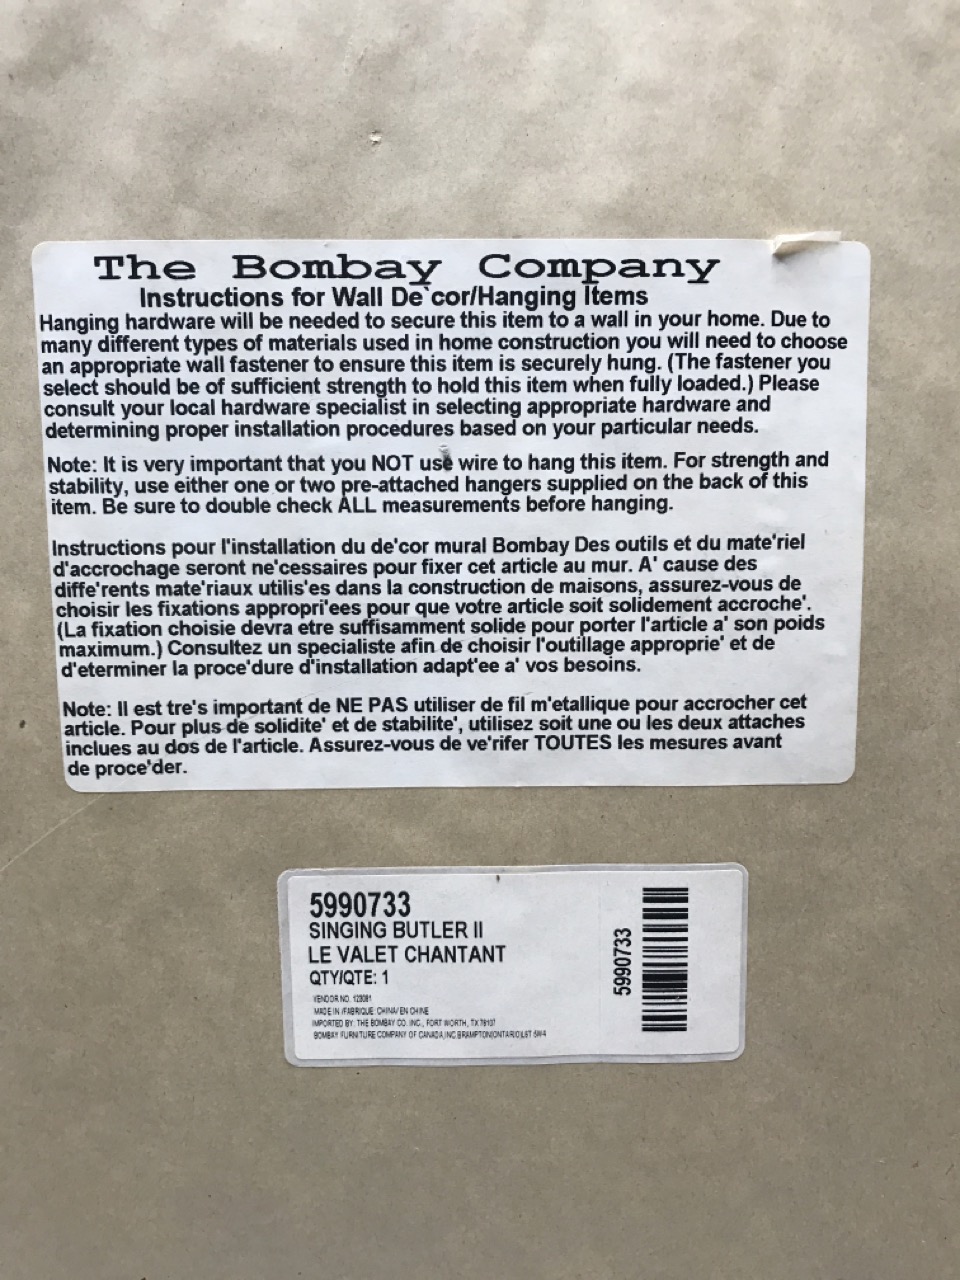 The Bombay Company
Instructions for Wall De`cor/Hanging Items
Hanging hardware will be needed to secure this item to a wall in your home. Due to
many different types of materials used in home construction you will need to choose
an appropriate wall fastener to ensure this item is securely hung. (The fastener you
select should be of sufficient strength to hold this item when fully loaded.) Please
consult your local hardware specialist in selecting appropriate hardware and
determining proper installation procedures based on your particular needs.
Note: It is very important that you NOT use wire to hang this item. For strength and
stability, use either one or two pre-attached hangers supplied on the back of this
item. Be sure to double check ALL measurements before hanging.
Instructions pour l'installation du de'cor mural Bombay Des outils et du mate'riel
d'accrochage seront ne'cessaires pour fixer cet article au mur. A' cause des
diffe'rents mate'riaux utilis'es dans la construction de maisons, assurez-vous de
choisir les fixations appropri'ees pour que votre article soit solidement accroche'.
(La fixation choisie devra etre suffisamment solide pour porter l'article a' son poids
maximum.) Consultez un specialiste afin de choisir l'outillage approprie' et de
d'eterminer la proce'dure d'installation adapt'ee a' vos besoins.
Note: Il est tre's important de NE PAS utiliser de fil m'etallique pour accrocher cet
article. Pour plus de solidite' et de stabilite', utilisez soit une ou les deux attaches
inclues au dos de l'article. Assurez-vous de ve'rifer TOUTES les mesures avant
de proce'der.
5990733
SINGING BUTLER II
LE VALET CHANTANT
QTY/QTE: 1
VENDOR NO. 123081
MADE IN /FABRIQUE CHINA/ EN CHINE
IMPORTED BY: THE BOMBAY CO. INC., FORT WORTH, TX 76107
BOMBAY FURNITURE COMPANY OF CANADA,INC.BRAMPTON,ONTARIO,L6T 5W4
5990733